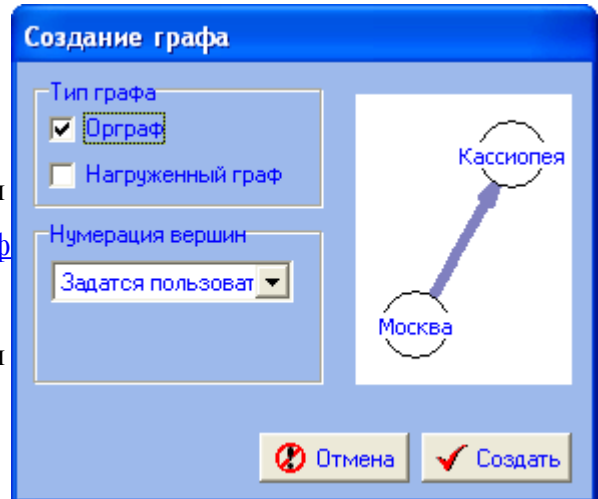 Создание графа
Тип графа
Орграф
Нагруженный граф
Нумерация вершин
Задатся пользоват
Кассиопея
Москва
Отмена
Создать